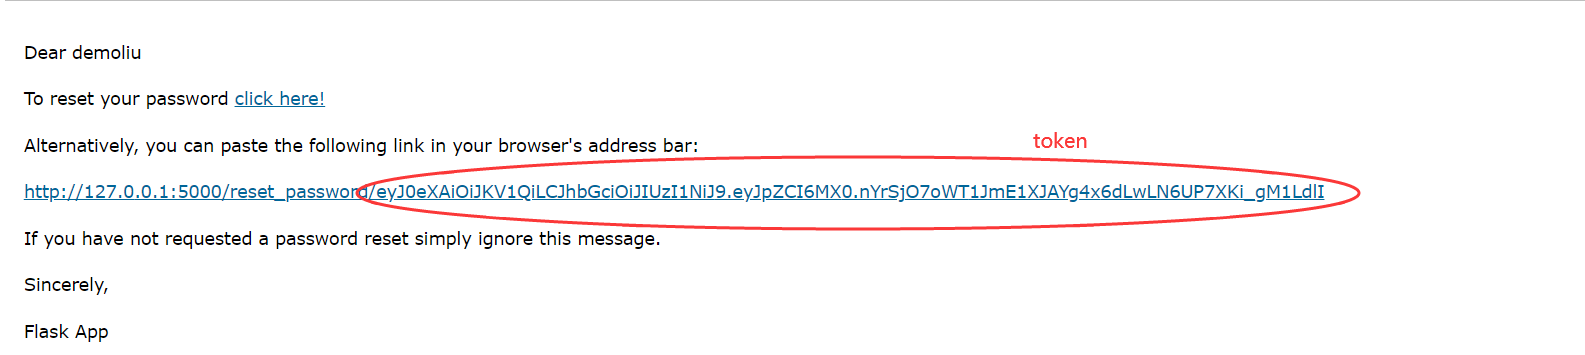 Dear demoliu
To reset your password click here!
Alternatively, you can paste the following link in your browser's address bar:
token
http://127.0.0.1:5000/reset_password/eyJ0eXAiOiJKV1QiLCJhbGciOiJIUzI1NiJ9.eyJpZCI6MX0.nYrSjO7oWT1JmE1XJAYg4x6dLwLN6UP7XKi_gM1LdlI
If you have not requested a password reset simply ignore this message.
Sincerely,
Flask App